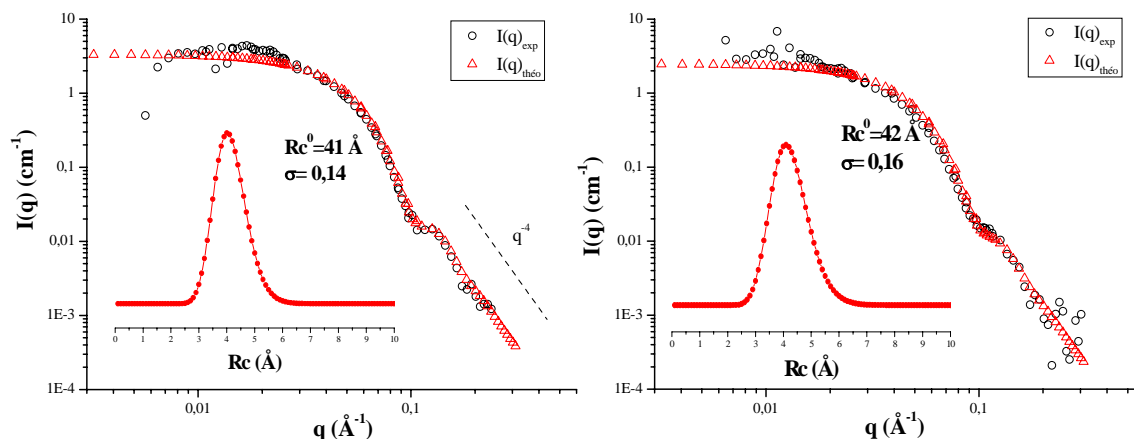 10
1
0,1
0,01
1E-3
1E-4
I(q) (cm⁻¹)
I(q)exp
I(q)théo
Rc⁰=41 Å
σ= 0,14
q⁻⁴
0 1 2 3 4 5 6 7 8 9 10
Rc (Å)
0,01 0,1
q (Å⁻¹)
10
1
0,1
0,01
1E-3
1E-4
I(q) (cm⁻¹)
I(q)exp
I(q)théo
Rc⁰=42 Å
σ= 0,16
0 1 2 3 4 5 6 7 8 9 10
Rc (Å)
0,01 0,1
q (Å⁻¹)